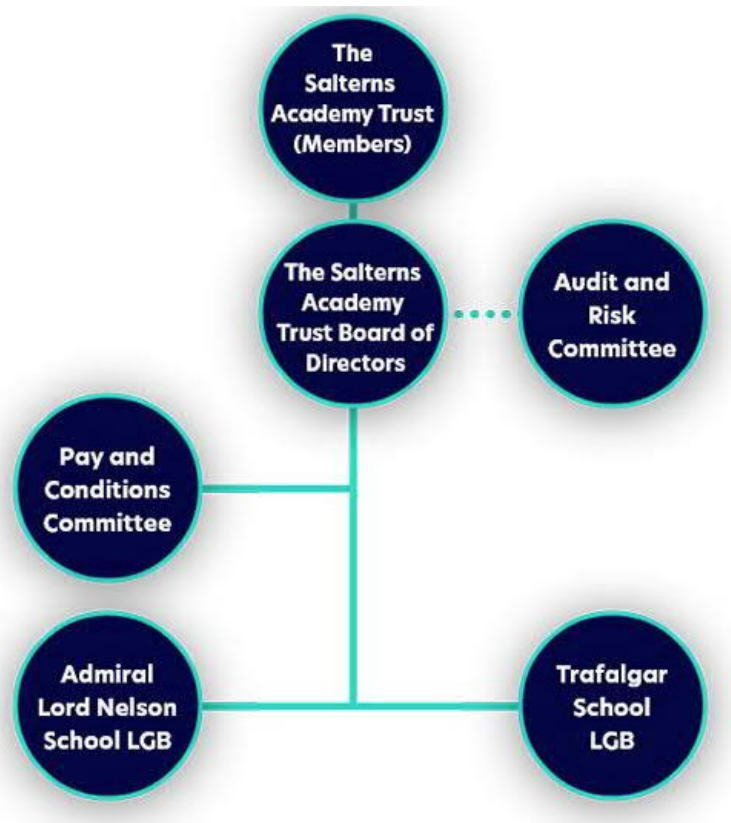 The
Salterns
Academy Trust
(Members)
The Salterns
Academy
Trust Board of
Directors
Audit and
Risk
Committee
Pay and
Conditions
Committee
Admiral
Lord Nelson
School LGB
Trafalgar
School
LGB